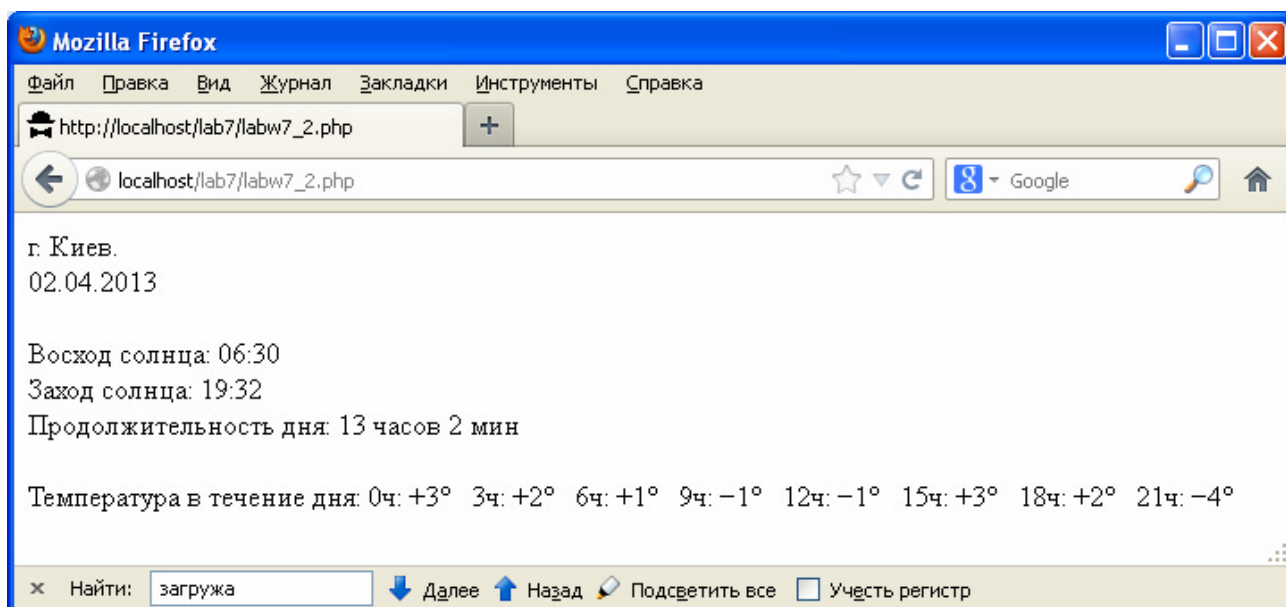 Mozilla Firefox
Файл Правка Вид Журнал Закладки Инструменты Справка
http://localhost/lab7/labw7_2.php +
localhost/lab7/labw7_2.php 8 Google
г. Киев.
02.04.2013
Восход солнца: 06:30
Заход солнца: 19:32
Продолжительность дня: 13 часов 2 мин
Температура в течение дня: 0ч: +3° 3ч: +2° 6ч: +1° 9ч: −1° 12ч: −1° 15ч: +3° 18ч: +2° 21ч: −4°
× Найти: загружа Далее Назад Подсветить все Учесть регистр